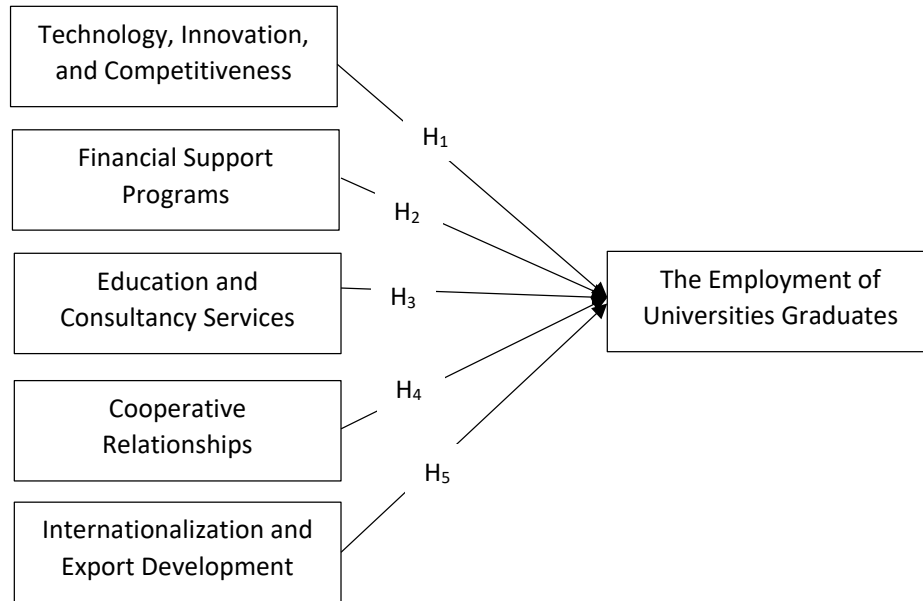 Technology, Innovation,
and Competitiveness
H₁
Financial Support
Programs
H₂
Education and
Consultancy Services
H₃
The Employment of
Universities Graduates
Cooperative
Relationships
H₄
H₅
Internationalization and
Export Development